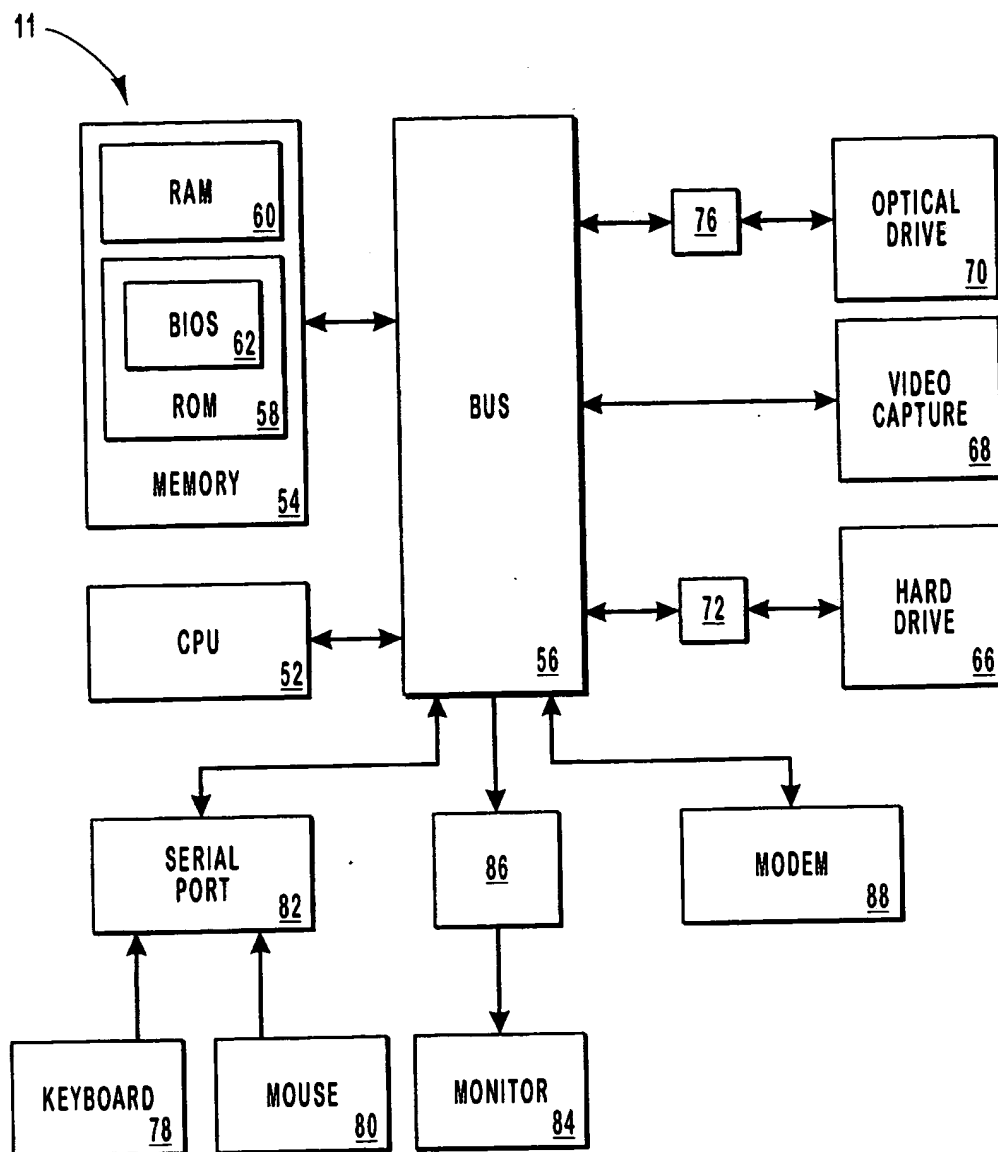 11
RAM
60
BIOS
62
ROM
58
MEMORY
54
CPU
52
BUS
56
76
OPTICAL
DRIVE
70
VIDEO
CAPTURE
68
72
HARD
DRIVE
66
SERIAL
PORT
82
86
MODEM
88
KEYBOARD
78
MOUSE
80
MONITOR
84